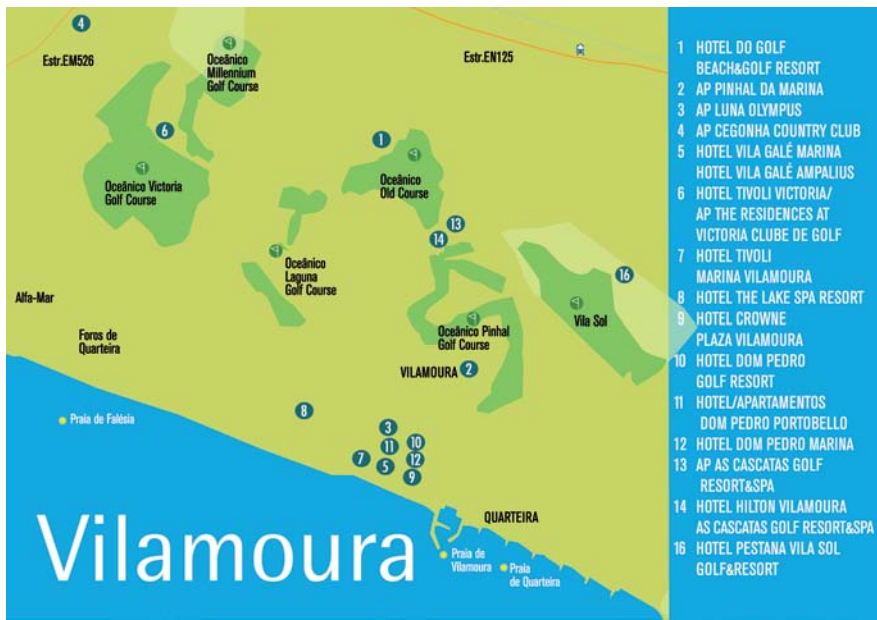 4
Estr.EM526
Oceânico
Millennium
Golf Course
Estr.EN125
6
1
Oceânico Victoria
Golf Course
Oceânico
Old Course
13
14
Oceânico
Laguna
Golf Course
16
Alfa-Mar
Vila Sol
Foros de
Quarteira
Oceânico Pinhal
Golf Course
VILAMOURA
2
8
Praia de Falésia
3
11
10
7
5
12
9
QUARTEIRA
Vilamoura
Praia de
Vilamoura
Praia
de Quarteira
1 HOTEL DO GOLF
BEACH&GOLF RESORT
2 AP PINHAL DA MARINA
3 AP LUNA OLYMPUS
4 AP CEGONHA COUNTRY CLUB
5 HOTEL VILA GALÉ MARINA
HOTEL VILA GALÉ AMPALIUS
6 HOTEL TIVOLI VICTORIA/
AP THE RESIDENCES AT
VICTORIA CLUBE DE GOLF
7 HOTEL TIVOLI
MARINA VILAMOURA
8 HOTEL THE LAKE SPA RESORT
9 HOTEL CROWNE
PLAZA VILAMOURA
10 HOTEL DOM PEDRO
GOLF RESORT
11 HOTEL/APARTAMENTOS
DOM PEDRO PORTOBELLO
12 HOTEL DOM PEDRO MARINA
13 AP AS CASCATAS GOLF
RESORT&SPA
14 HOTEL HILTON VILAMOURA
AS CASCATAS GOLF RESORT&SPA
16 HOTEL PESTANA VILA SOL
GOLF&RESORT